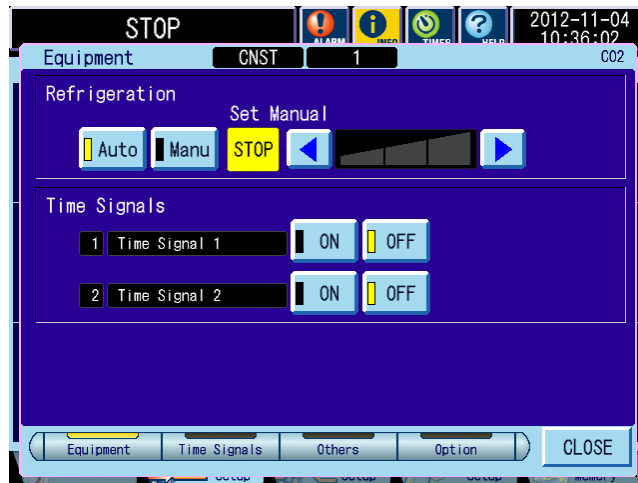 STOP
ALARM
INFO
TIMER
HELP
2012-11-04
10:36:02
Equipment
CNST
1
C02
Refrigeration
Set Manual
Auto
Manu
STOP
Time Signals
1 Time Signal 1 ON OFF
2 Time Signal 2 ON OFF
Equipment
Time Signals
Others
Option
CLOSE